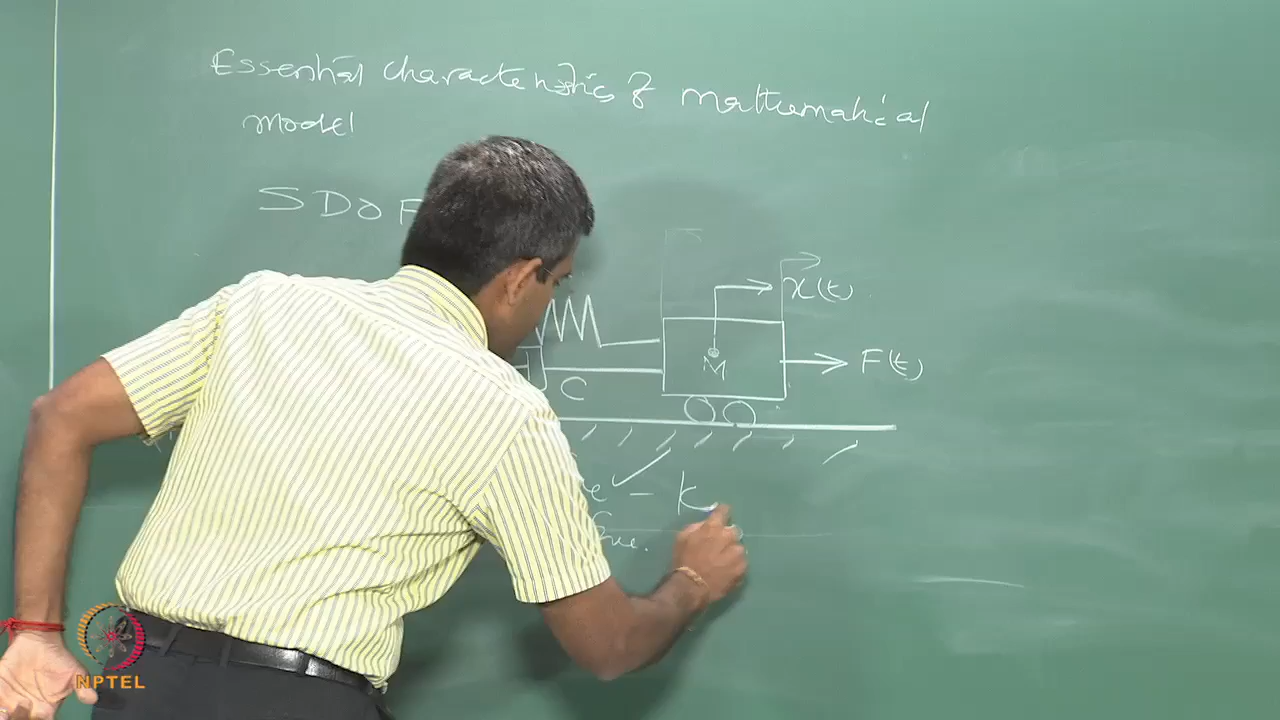 Essential characteristics of mathematical
model
SDOF
x(t)
M
F(t)
C
- K
NPTEL